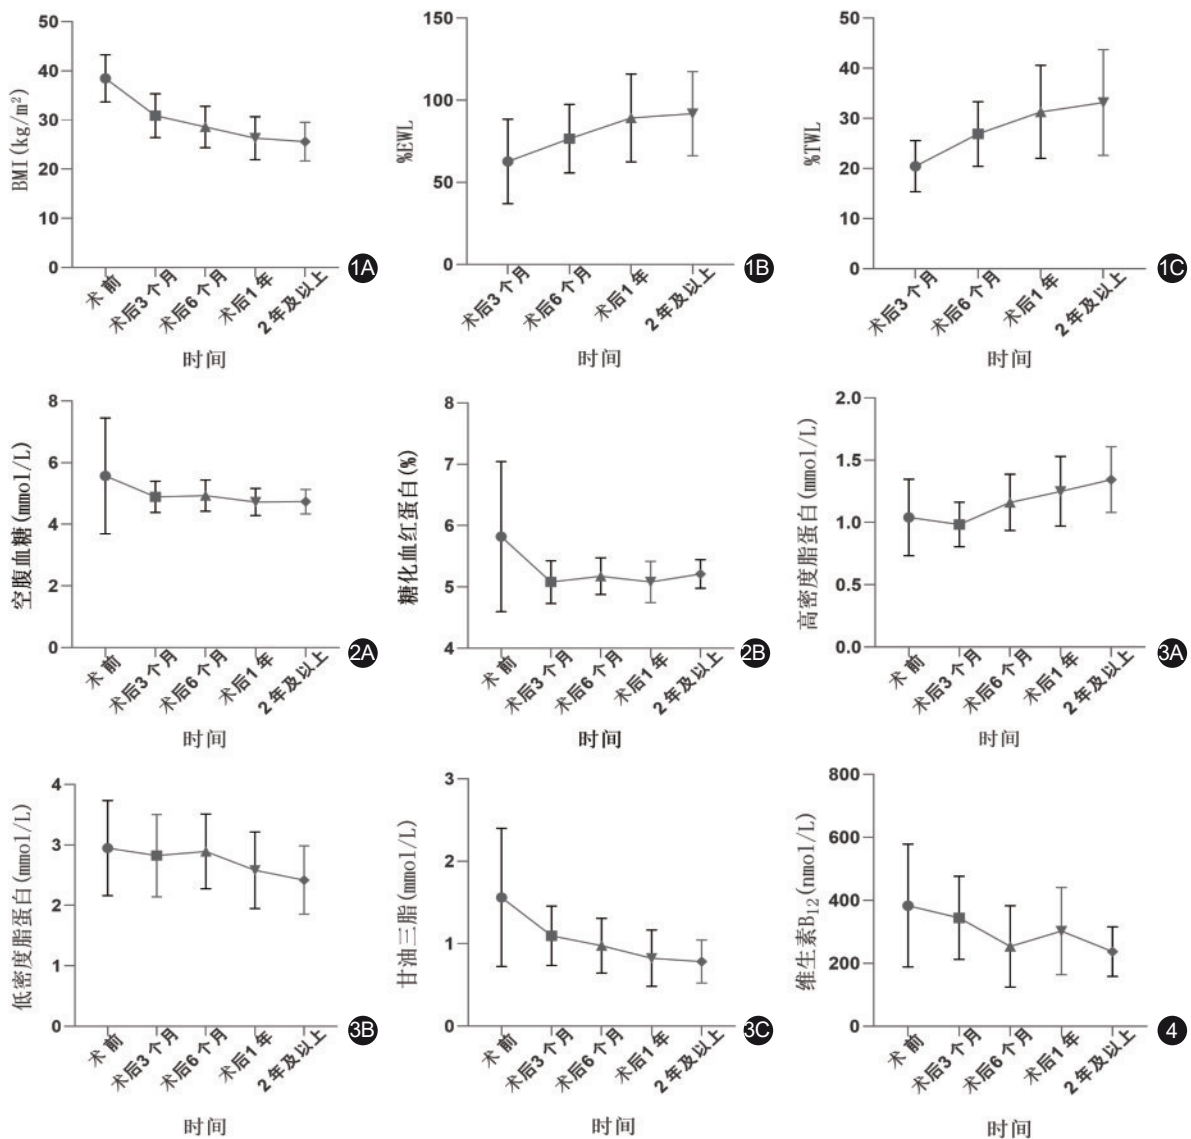 BMI(kg/m²)
50
40
30
20
10
0
术 前
术后3个月
术后6个月
术后1年
2年及以上
时间
1A
%EWL
150
100
50
0
术后3个月
术后6个月
术后1年
2年及以上
时间
1B
%TWL
50
40
30
20
10
0
术后3个月
术后6个月
术后1年
2年及以上
时间
1C
空腹血糖(mmol/L)
8
6
4
2
0
术 前
术后3个月
术后6个月
术后1年
2年及以上
时间
2A
糖化血红蛋白(%)
8
7
6
5
4
术 前
术后3个月
术后6个月
术后1年
2年及以上
时间
2B
高密度脂蛋白(mmol/L)
2.0
1.5
1.0
0.5
0.0
术 前
术后3个月
术后6个月
术后1年
2年及以上
时间
3A
低密度脂蛋白(mmol/L)
4
3
2
1
0
术 前
术后3个月
术后6个月
术后1年
2年及以上
时间
3B
甘油三脂(mmol/L)
3
2
1
0
术 前
术后3个月
术后6个月
术后1年
2年及以上
时间
3C
维生素B₁₂(nmol/L)
800
600
400
200
0
术 前
术后3个月
术后6个月
术后1年
2年及以上
时间
4